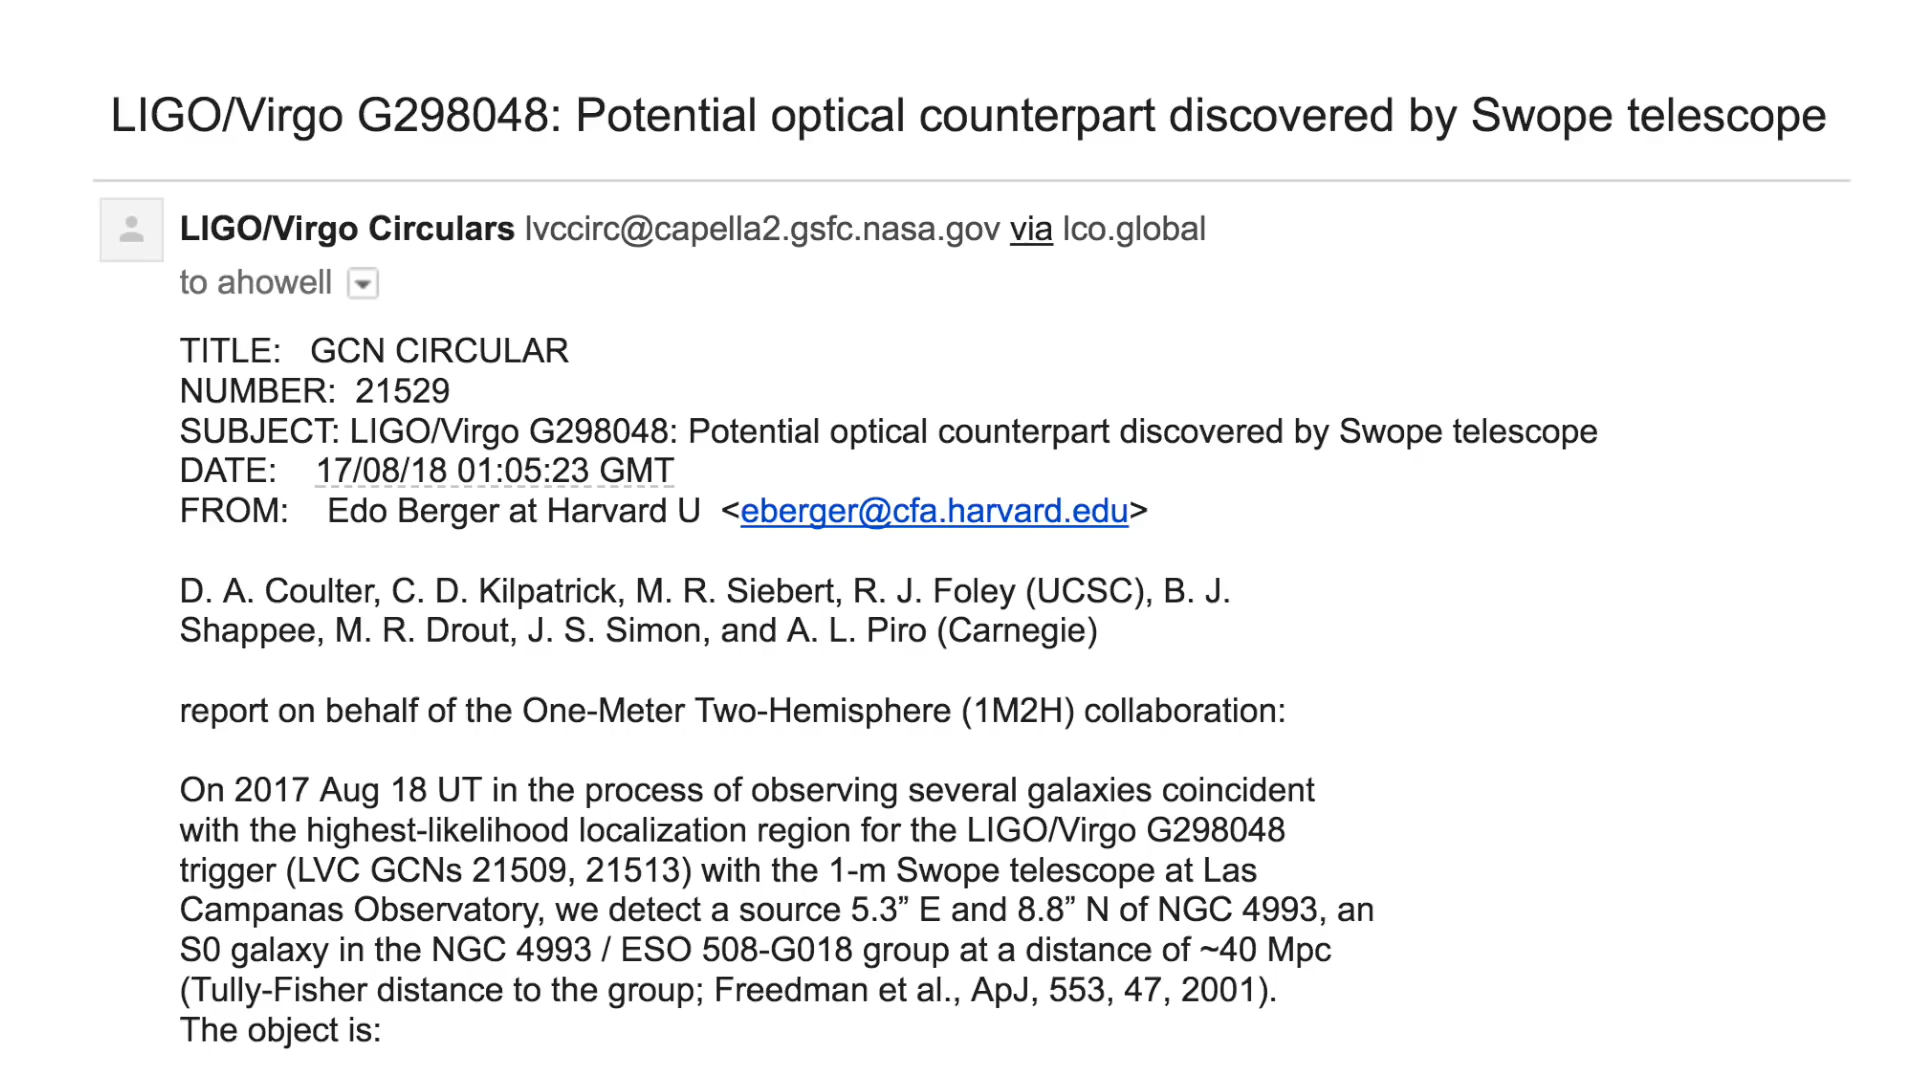 LIGO/Virgo G298048: Potential optical counterpart discovered by Swope telescope
LIGO/Virgo Circulars lvccirc@capella2.gsfc.nasa.gov via lco.global
to ahowell
TITLE: GCN CIRCULAR
NUMBER: 21529
SUBJECT: LIGO/Virgo G298048: Potential optical counterpart discovered by Swope telescope
DATE: 17/08/18 01:05:23 GMT
FROM: Edo Berger at Harvard U <eberger@cfa.harvard.edu>
D. A. Coulter, C. D. Kilpatrick, M. R. Siebert, R. J. Foley (UCSC), B. J.
Shappee, M. R. Drout, J. S. Simon, and A. L. Piro (Carnegie)
report on behalf of the One-Meter Two-Hemisphere (1M2H) collaboration:
On 2017 Aug 18 UT in the process of observing several galaxies coincident
with the highest-likelihood localization region for the LIGO/Virgo G298048
trigger (LVC GCNs 21509, 21513) with the 1-m Swope telescope at Las
Campanas Observatory, we detect a source 5.3” E and 8.8” N of NGC 4993, an
S0 galaxy in the NGC 4993 / ESO 508-G018 group at a distance of ~40 Mpc
(Tully-Fisher distance to the group; Freedman et al., ApJ, 553, 47, 2001).
The object is: